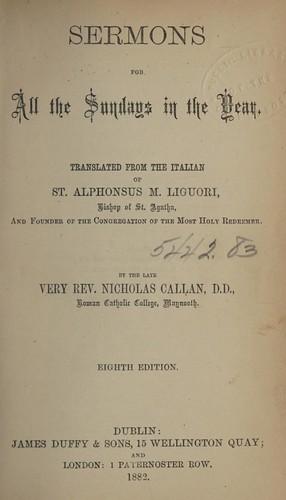 SERMONS
FOR
All the Sundays in the Year.
TRANSLATED FROM THE ITALIAN
OF
ST. ALPHONSUS M. LIGUORI,
Bishop of St. Agatha,
AND FOUNDER OF THE CONGREGATION OF THE MOST HOLY REDEEMER.
5442.83
BY THE LATE
VERY REV. NICHOLAS CALLAN, D.D.,
Roman Catholic College, Maynooth.
EIGHTH EDITION.
DUBLIN:
JAMES DUFFY & SONS, 15 WELLINGTON QUAY;
AND
LONDON: 1 PATERNOSTER ROW.
1882.